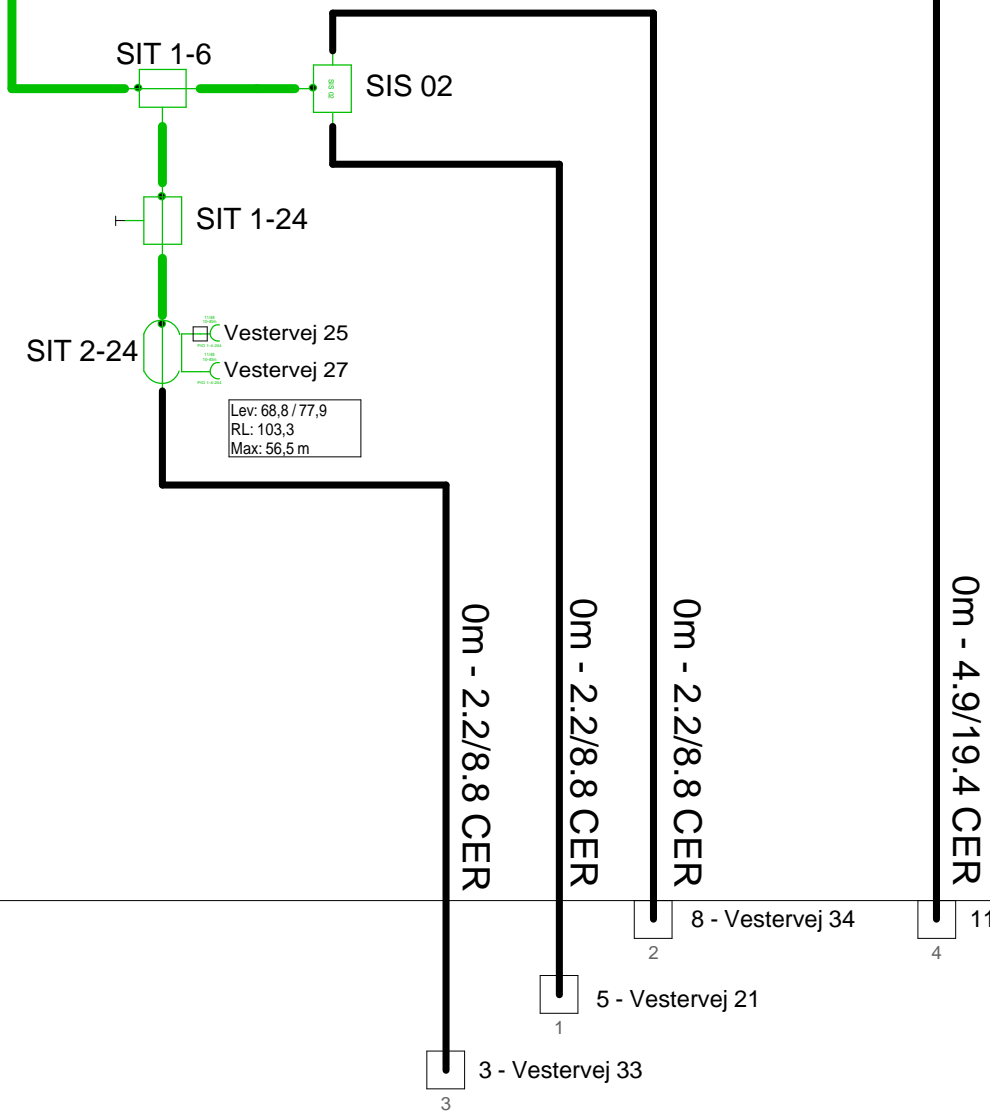 SIT 1-6
SIS 02
SIS 02
SIT 1-24
SIT 2-24
Vestervej 25
Vestervej 27
Lev: 68,8 / 77,9
RL: 103,3
Max: 56,5 m
0m - 2.2/8.8 CER
0m - 2.2/8.8 CER
0m - 2.2/8.8 CER
0m - 4.9/19.4 CER
8 - Vestervej 34
11
2
4
5 - Vestervej 21
1
3 - Vestervej 33
3